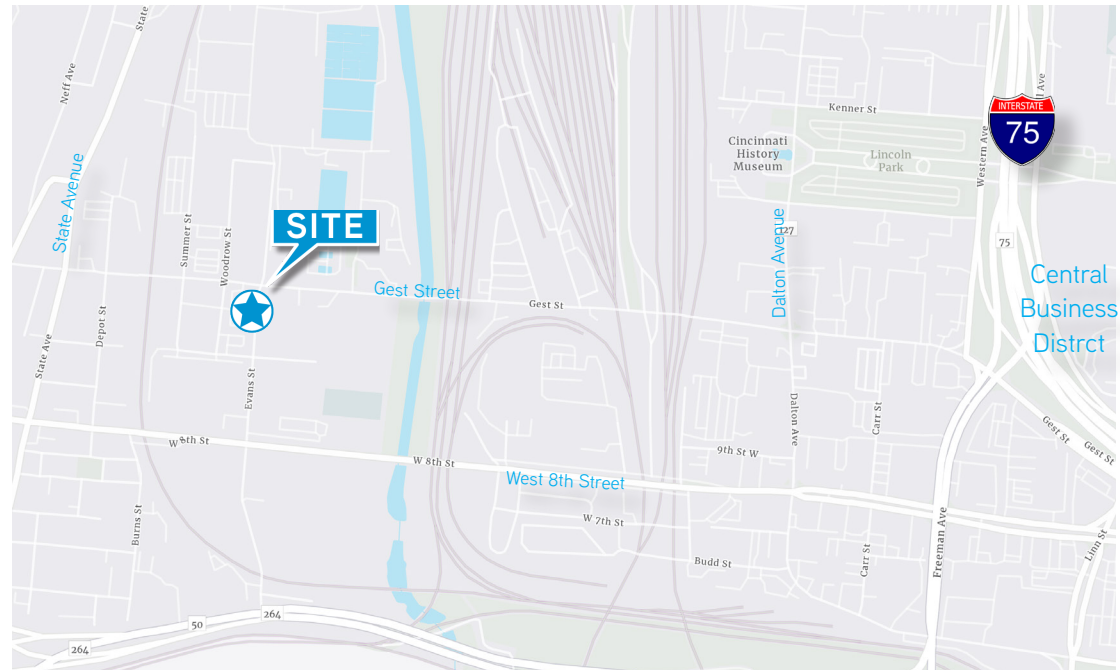 State
Neff Ave
Kenner St
ll Ave
INTERSTATE
75
Cincinnati
History
Museum
Lincoln
Park
Western Ave
State Avenue
Summer St
Woodrow St
SITE
Dalton Avenue
27
75
Central
Business
Distrct
Gest Street
Gest St
Depot St
State Ave
Evans St
Dalton Ave
Carr St
Gest St
Gest St
W 8th St
W 8th St
9th St W
West 8th Street
Burns St
W 7th St
Budd St
Carr St
Freeman Ave
Linn St
50
264
264